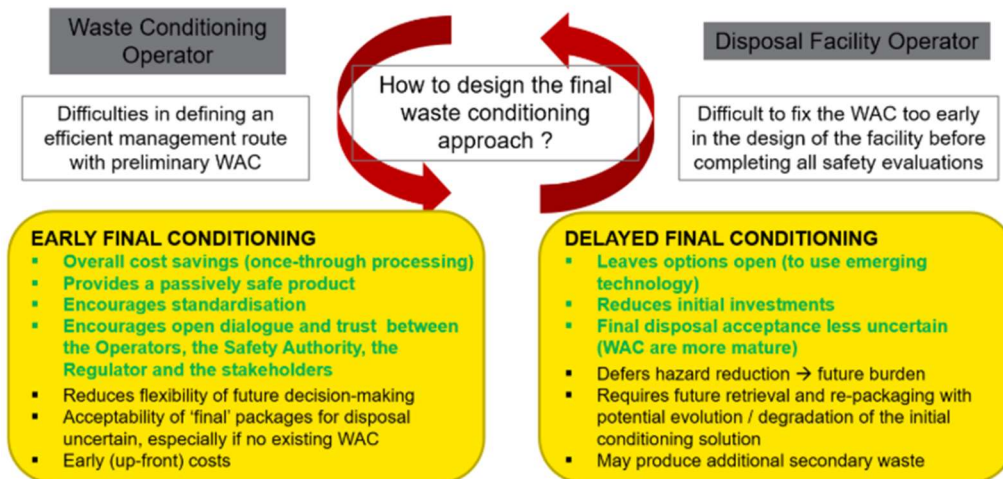 Waste Conditioning
Operator
Disposal Facility Operator
How to design the final
waste conditioning
approach ?
Difficulties in defining an
efficient management route
with preliminary WAC
Difficult to fix the WAC too early
in the design of the facility before
completing all safety evaluations
EARLY FINAL CONDITIONING
▪ Overall cost savings (once-through processing)
▪ Provides a passively safe product
▪ Encourages standardisation
▪ Encourages open dialogue and trust between
the Operators, the Safety Authority, the
Regulator and the stakeholders
▪ Reduces flexibility of future decision-making
▪ Acceptability of ‘final’ packages for disposal
uncertain, especially if no existing WAC
▪ Early (up-front) costs
DELAYED FINAL CONDITIONING
▪ Leaves options open (to use emerging
technology)
▪ Reduces initial investments
▪ Final disposal acceptance less uncertain
(WAC are more mature)
▪ Defers hazard reduction → future burden
▪ Requires future retrieval and re-packaging with
potential evolution / degradation of the initial
conditioning solution
▪ May produce additional secondary waste